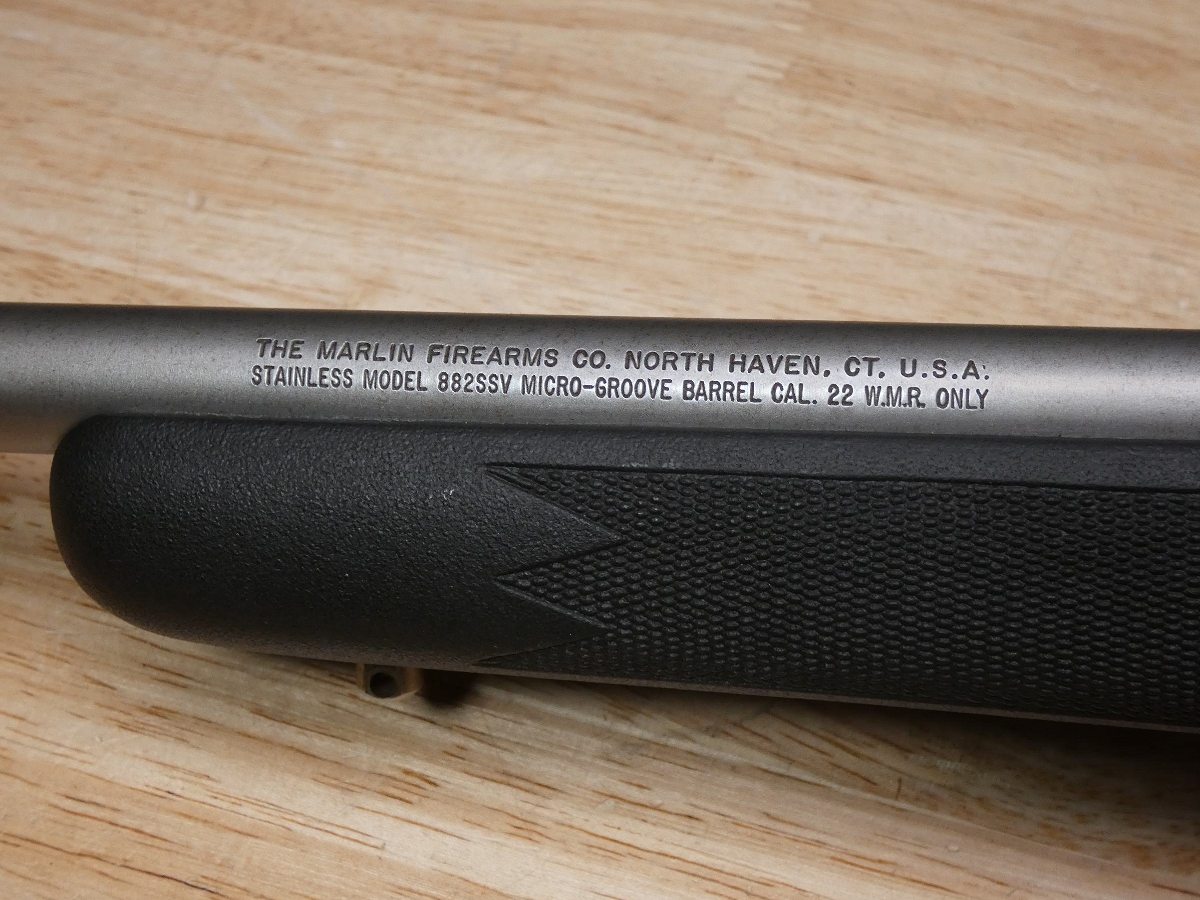 THE MARLIN FIREARMS CO. NORTH HAVEN, CT. U.S.A.
STAINLESS MODEL 882SSV MICRO-GROOVE BARREL CAL. 22 W.M.R. ONLY